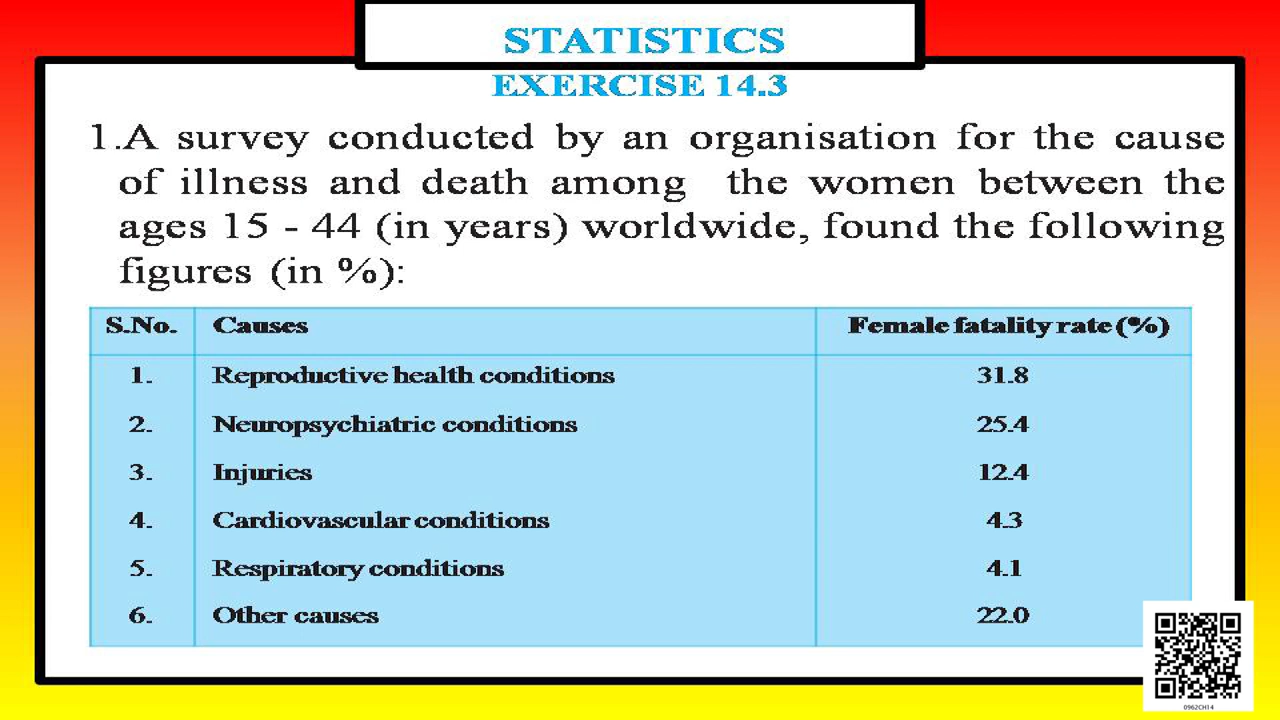 STATISTICS
EXERCISE 14.3
1.A survey conducted by an organisation for the cause
of illness and death among the women between the
ages 15 - 44 (in years) worldwide, found the following
figures (in %):
S.No. Causes Female fatality rate (%)
1. Reproductive health conditions 31.8
2. Neuropsychiatric conditions 25.4
3. Injuries 12.4
4. Cardiovascular conditions 4.3
5. Respiratory conditions 4.1
6. Other causes 22.0
0962CH14